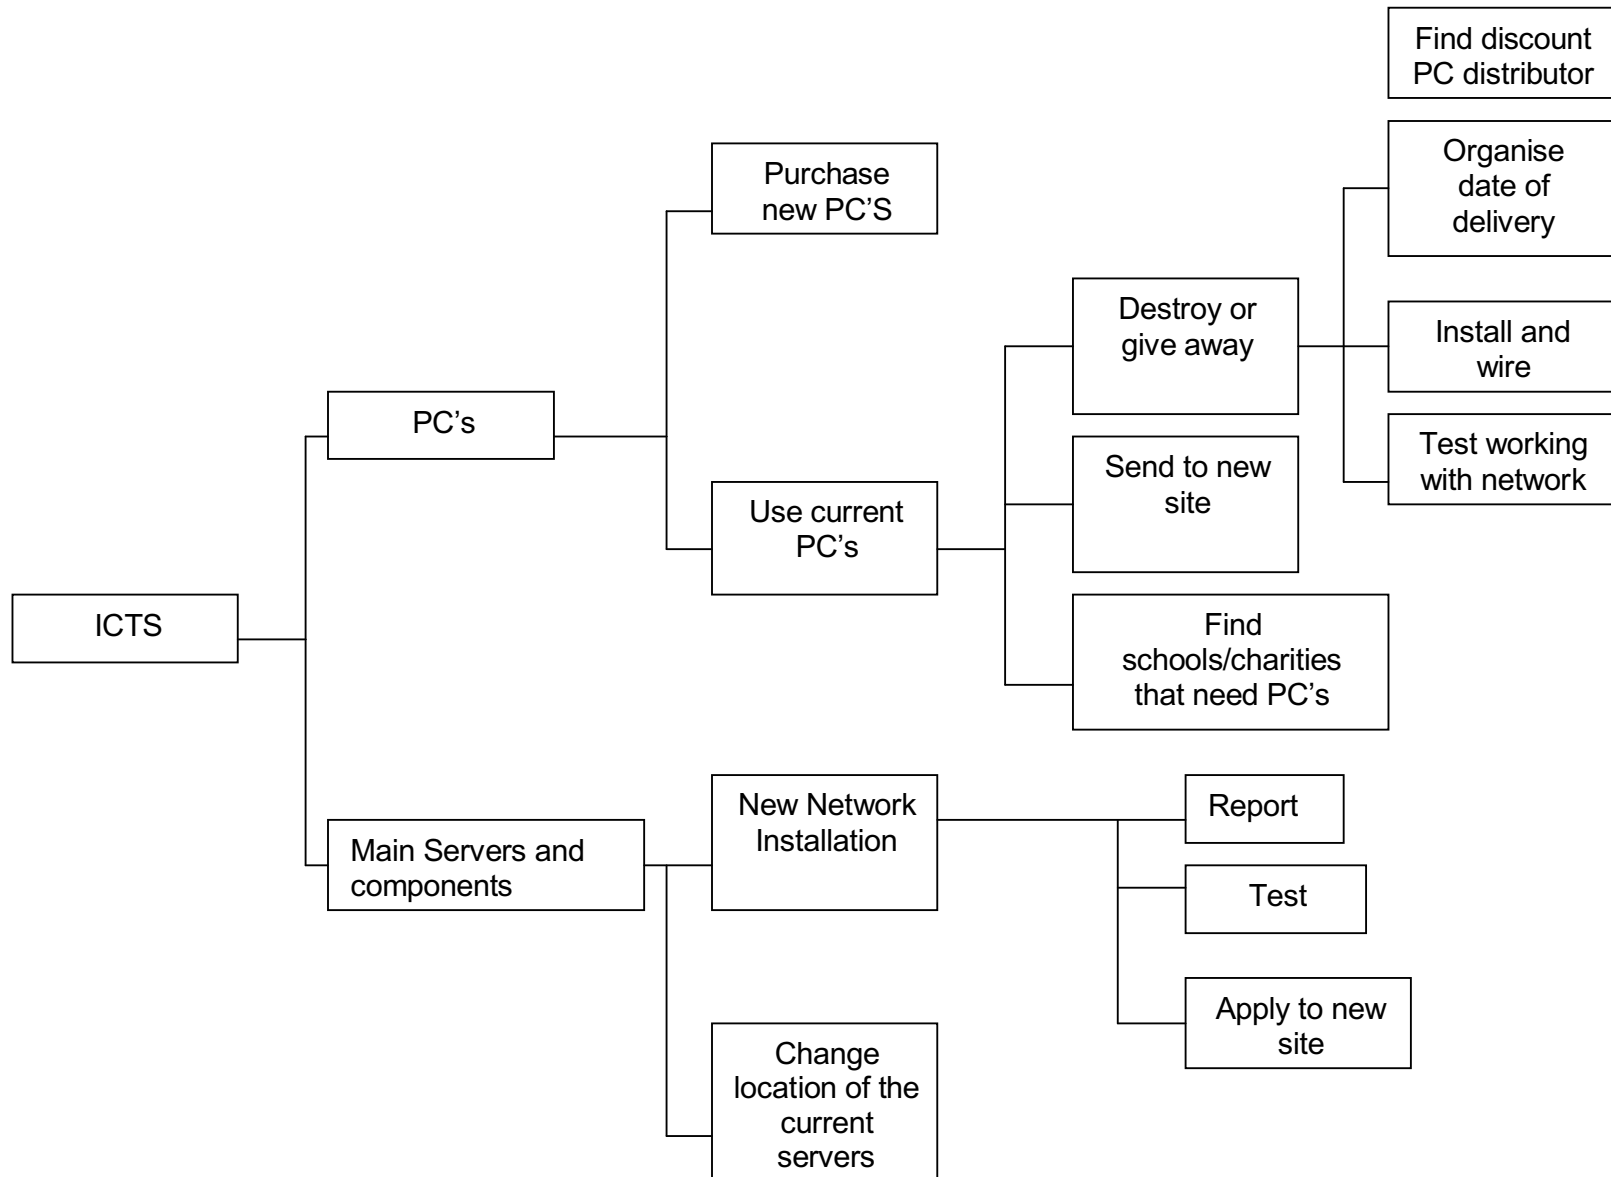 Find discount
PC distributor
Organise
date of
delivery
Purchase
new PC’S
Destroy or
give away
Install and
wire
PC’s
Test working
with network
Send to new
site
Use current
PC’s
ICTS
Find
schools/charities
that need PC’s
New Network
Installation
Report
Main Servers and
components
Test
Apply to new
site
Change
location of the
current
servers